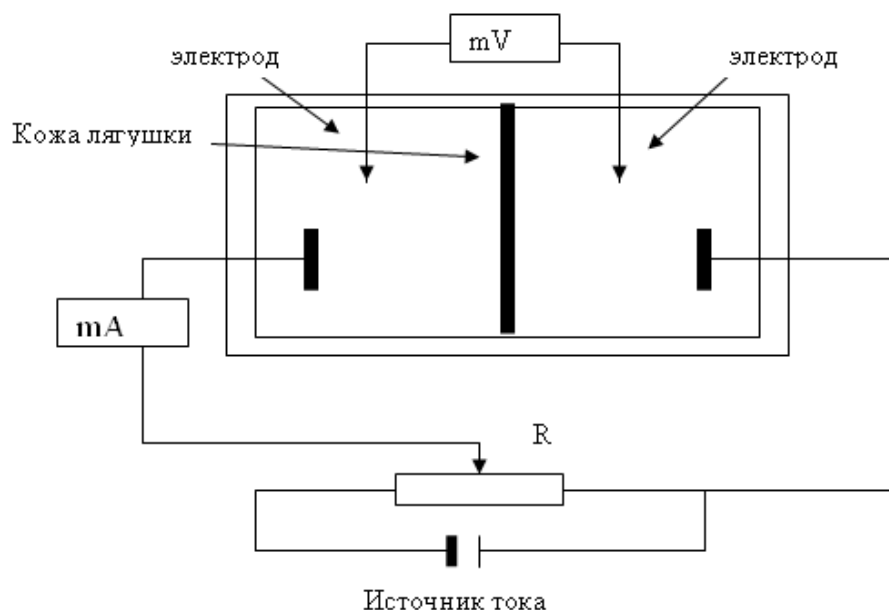 mV
электрод
электрод
Кожа лягушки
mA
R
Источник тока